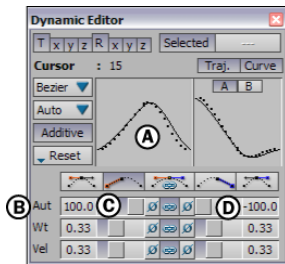 Dynamic Editor
T x y z R x y z Selected ---
Cursor : 15 Traj. Curve
Bezier A B
Auto
Additive
Reset
A
B Aut 100.0 C Ø Ø D -100.0
Wt 0.33 Ø Ø 0.33
Vel 0.33 Ø Ø 0.33